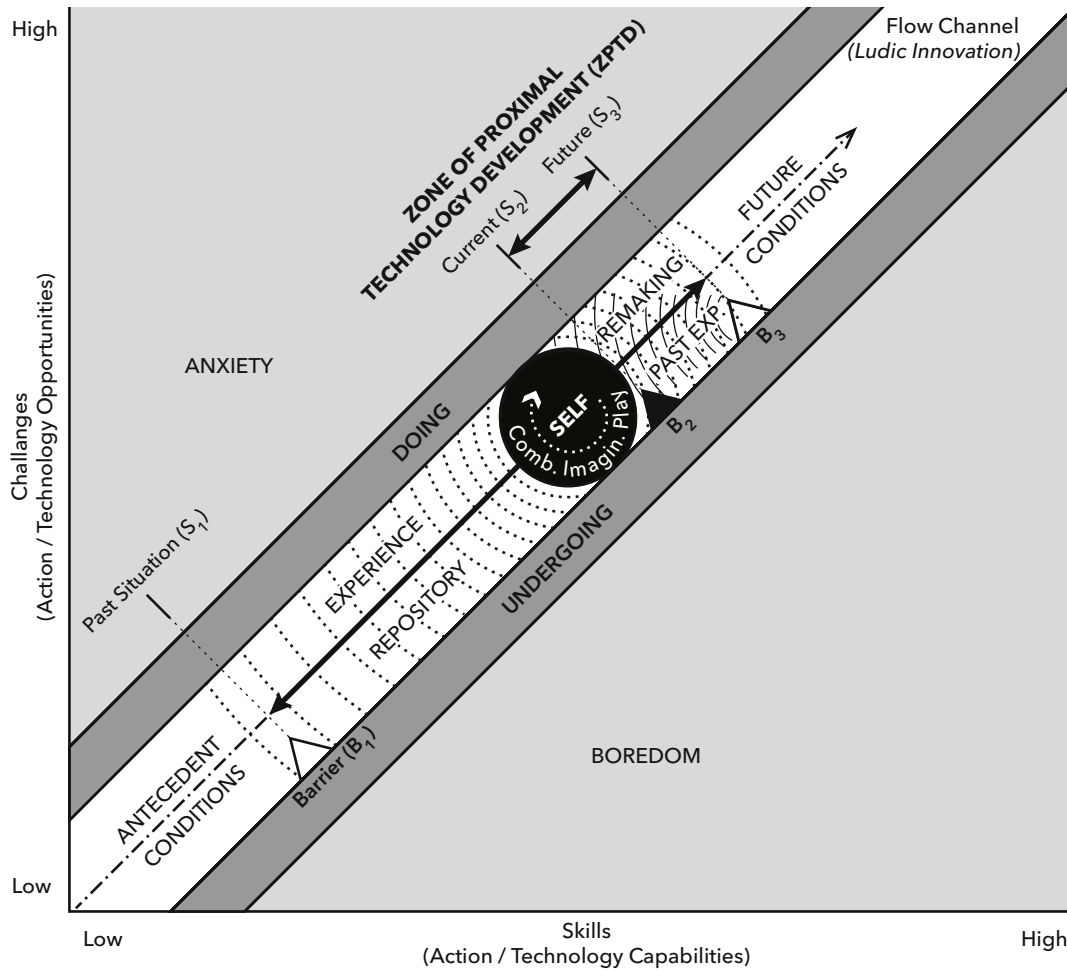 High
Flow Channel
(Ludic Innovation)
ZONE OF PROXIMAL
TECHNOLOGY DEVELOPMENT (ZPTD)
Future (S3)
Current (S2)
FUTURE
CONDITIONS
REMAKING
PAST EXP.
B3
B2
ANXIETY
DOING
SELF
Comb. Imagin. Play
Challanges
(Action / Technology Opportunities)
Past Situation (S1)
EXPERIENCE
REPOSITORY
UNDERGOING
BOREDOM
Barrier (B1)
ANTECEDENT
CONDITIONS
Low
Low
Skills
(Action / Technology Capabilities)
High